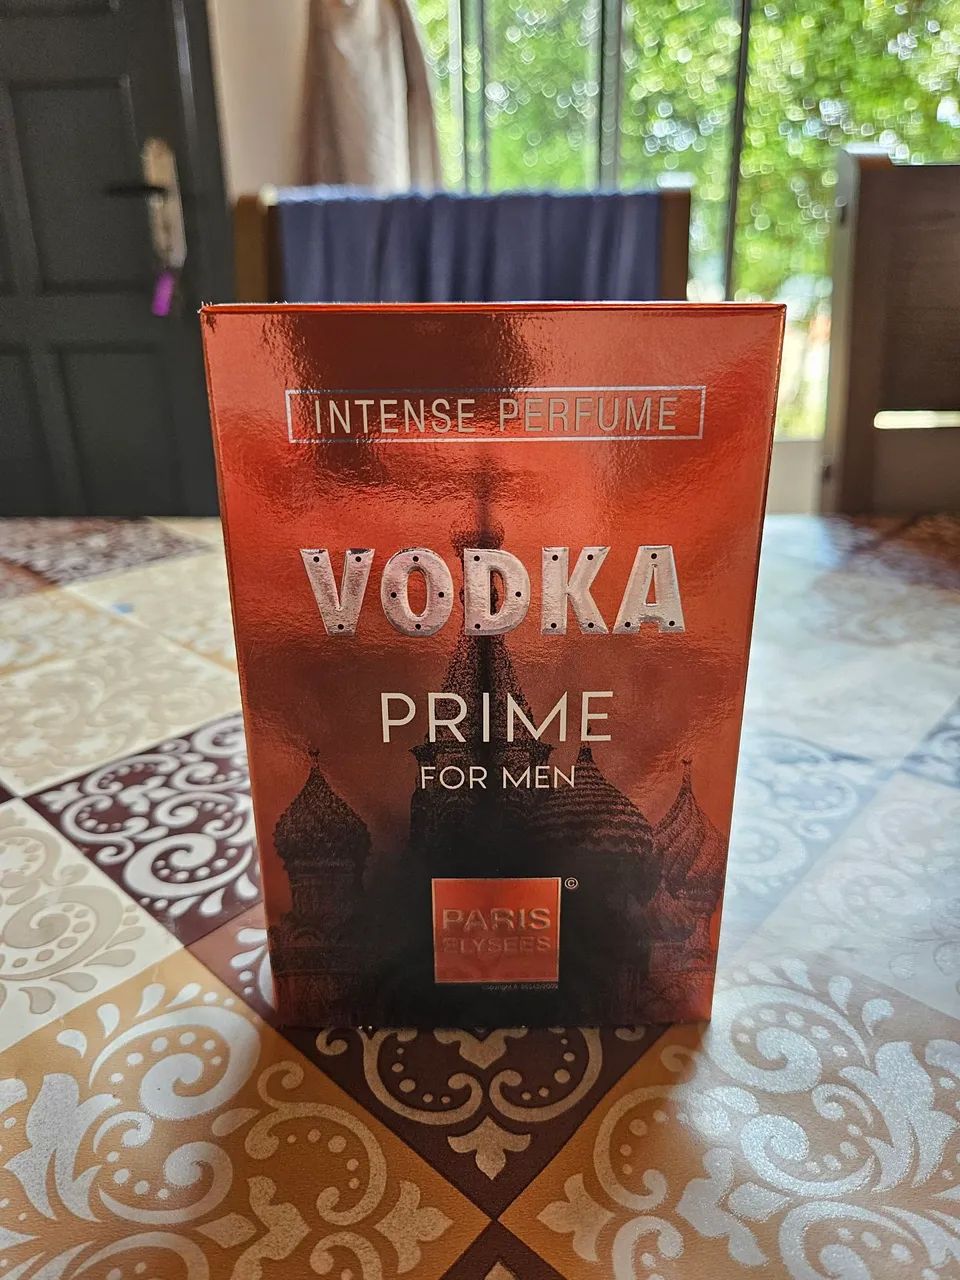 INTENSE PERFUME
VODKA
PRIME
FOR MEN
©
PARIS
ELYSEES